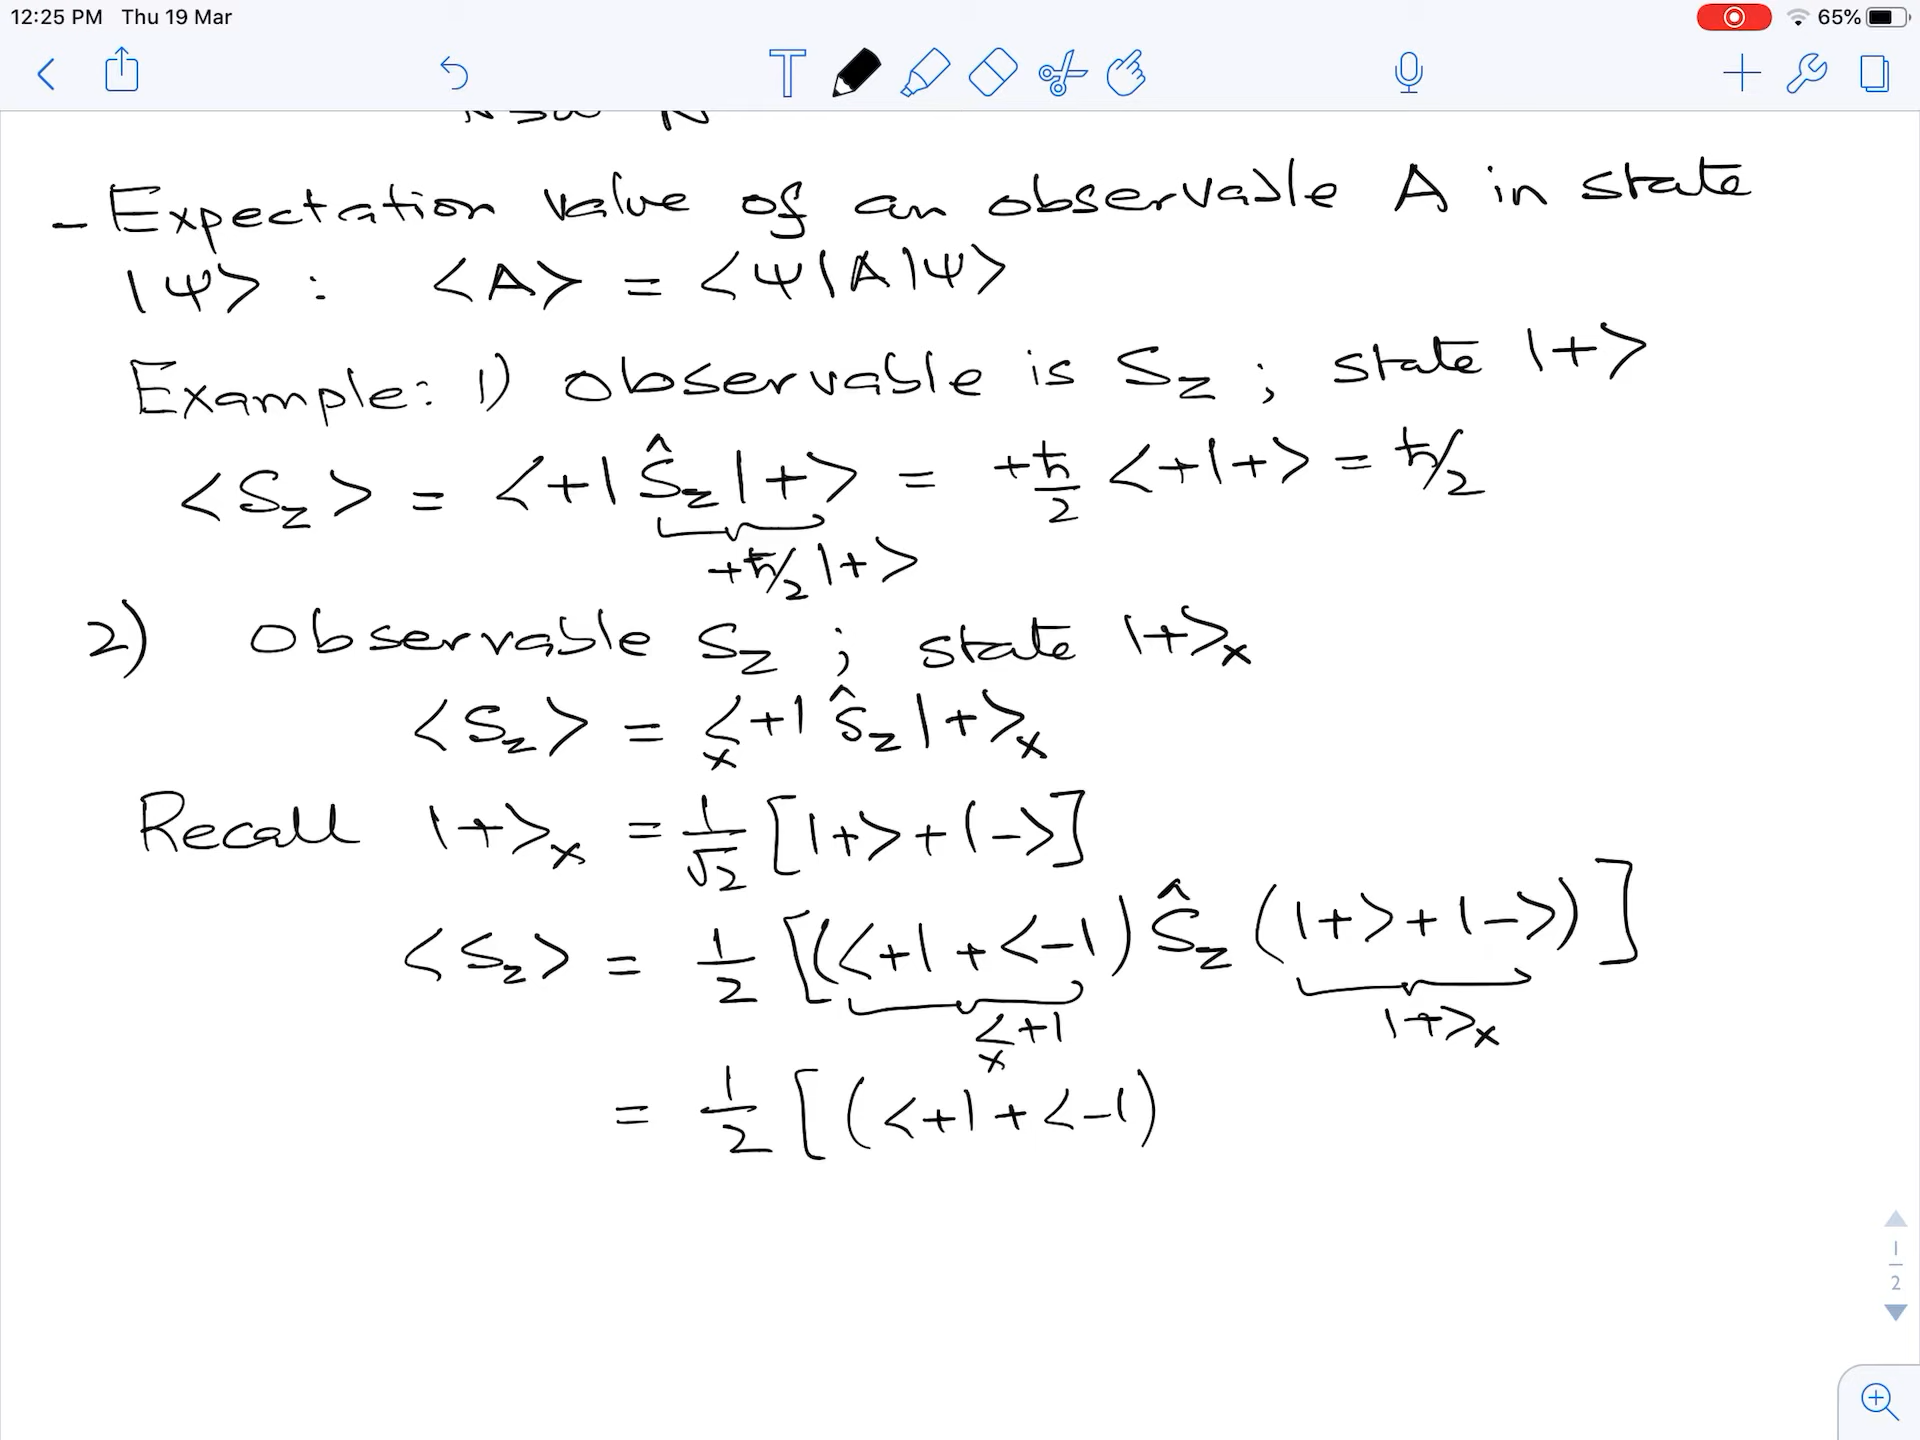 12:25 PM Thu 19 Mar 65%
T
- Expectation value of an observable A in state
|Ψ> : <A> = <Ψ|A|Ψ>
Example: 1) observable is S_z ; state |+>
<S_z> = <+|Ŝ_z|+> = +ħ/2 <+|+> = ħ/2
+ħ/2 |+>
2) observable S_z ; state |+>_x
<S_z> = _x<+|Ŝ_z|+>_x
Recall |+>_x = 1/√2 [|+>+|->]
<S_z> = 1/2 [(<+|+<-|) Ŝ_z (|+>+|->)]
_x<+| |+>_x
= 1/2 [(<+|+<-|)
1
2